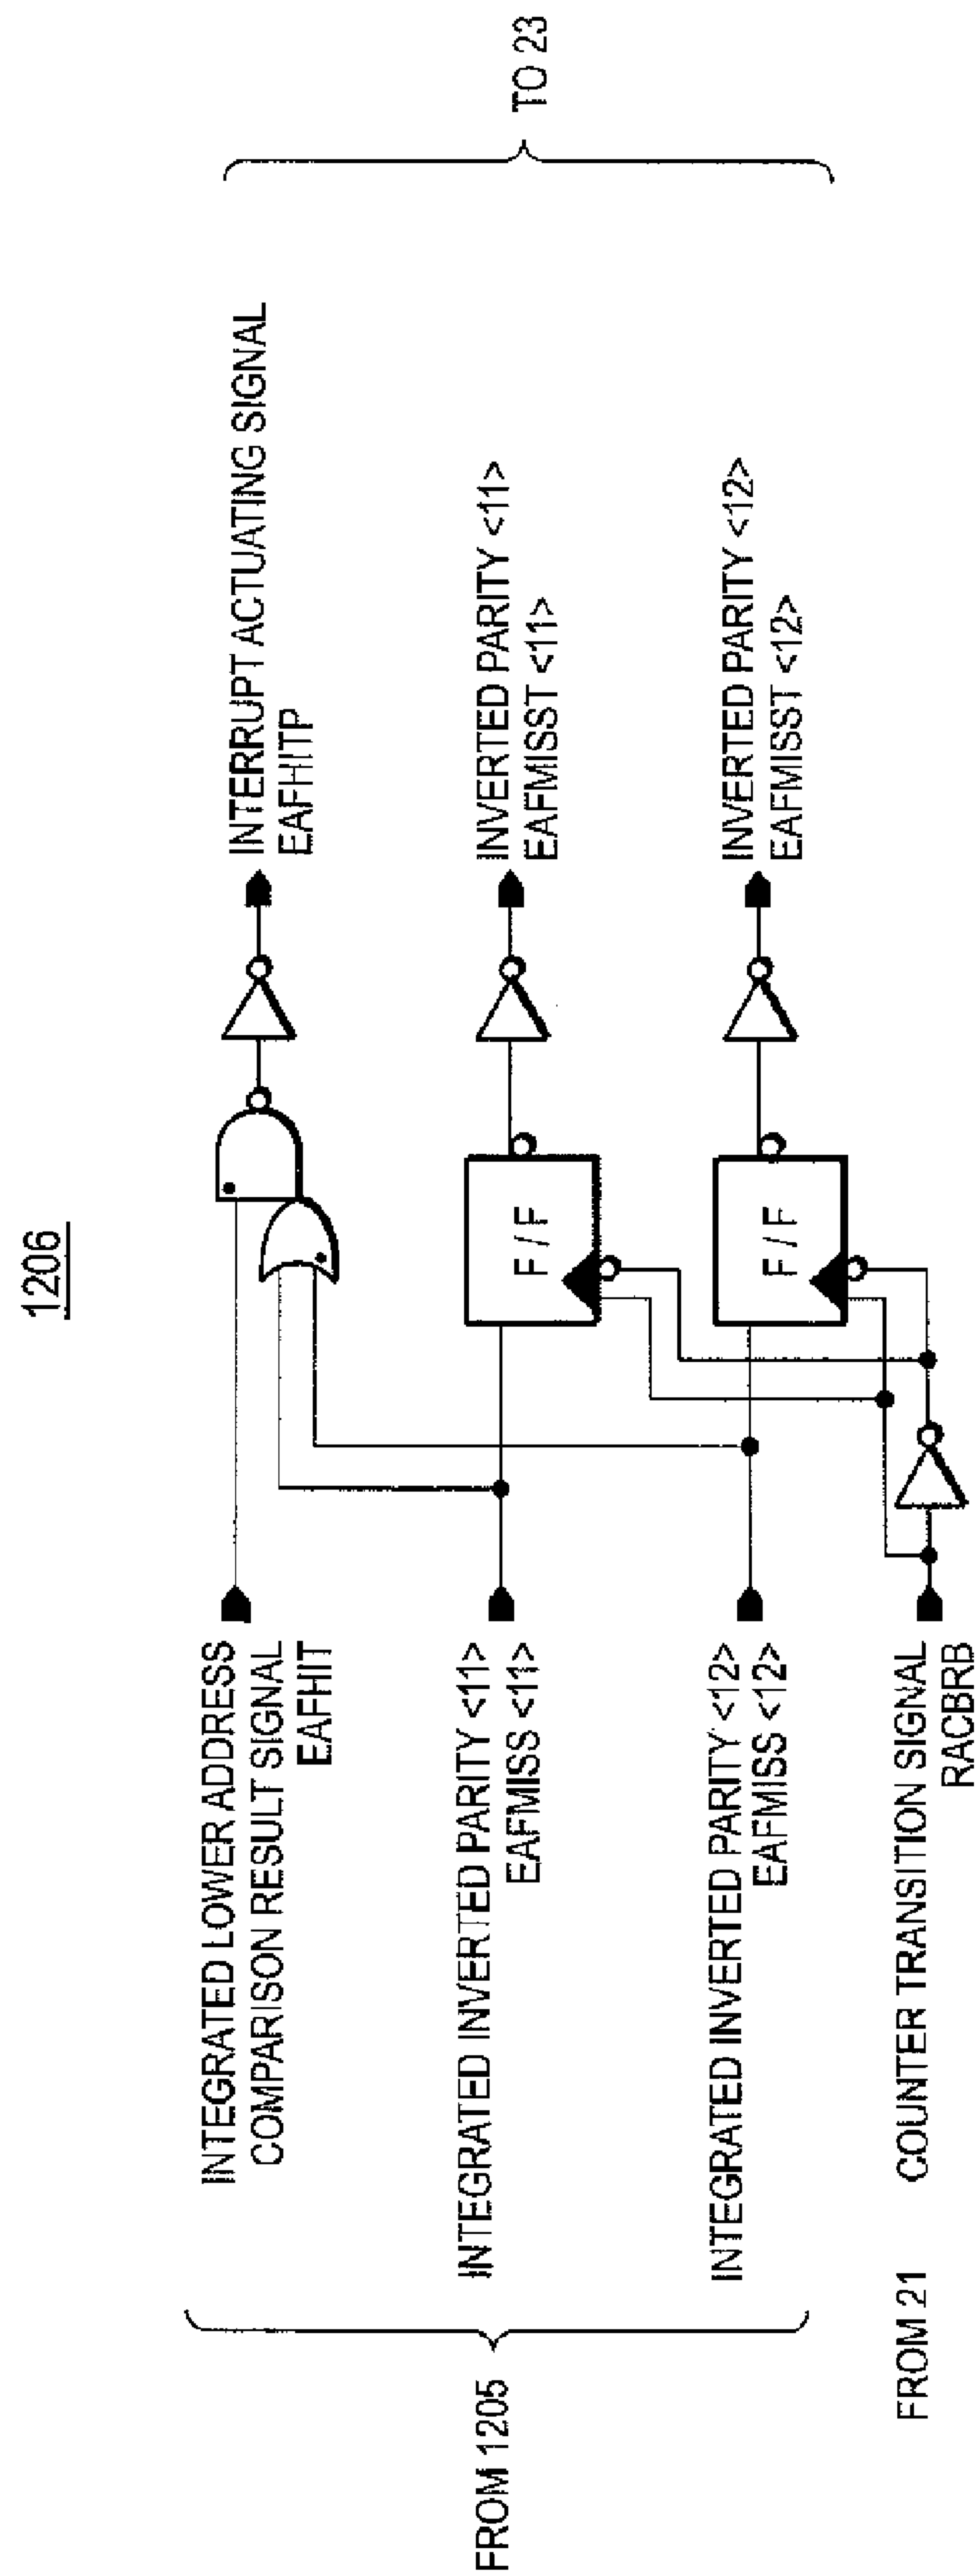 1206
FROM 1205
INTEGRATED LOWER ADDRESS
COMPARISON RESULT SIGNAL
EAFHIT
INTEGRATED INVERTED PARITY <11>
EAFMISS <11>
INTEGRATED INVERTED PARITY <12>
EAFMISS <12>
FROM 21
COUNTER TRANSITION SIGNAL
RACBRB
F / F
F / F
INTERRUPT ACTUATING SIGNAL
EAFHITP
INVERTED PARITY <11>
EAFMISST <11>
INVERTED PARITY <12>
EAFMISST <12>
TO 23